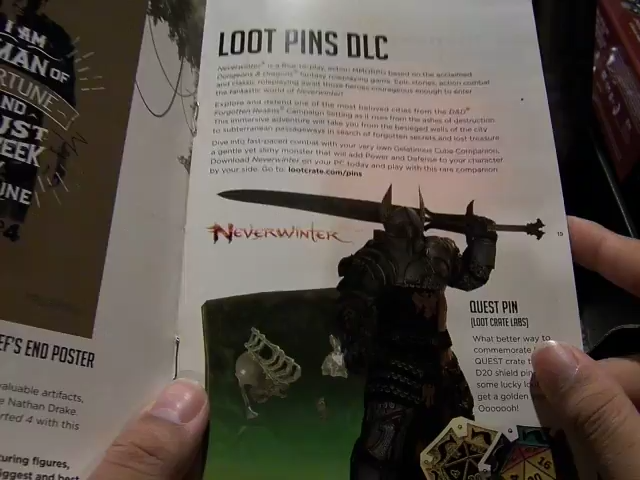 I AM
MAN OF
FORTUNE
AND
MUST
SEEK
LOOT PINS DLC
Neverwinter® is a free-to-play, action MMORPG based on the acclaimed
Dungeons & Dragons® fantasy roleplaying game. Epic stories, action combat
and classic roleplaying await those heroes courageous enough to enter
the fantastic world of Neverwinter!
Explore and defend one of the most beloved cities from the D&D®
Forgotten Realms® Campaign Setting as it rises from the ashes of destruction.
This immersive adventure will take you from the besieged walls of the city
to subterranean passageways in search of forgotten secrets and lost treasure.
Dive into fast-paced combat with your very own Gelatinous Cube Companion,
a gentle yet slimy monster that will add Power and Defense to your character.
Download Neverwinter on your PC today and play with this rare companion
by your side. Go to: lootcrate.com/pins
NEVERWINTER
19
QUEST PIN
(LOOT CRATE LABS)
What better way to
commemorate
QUEST crate
D20 shield pin
some lucky
get a golden
Oooooh!
EF'S END POSTER
valuable artifacts,
Nathan Drake.
4 with this
turing figures,
biggest and best